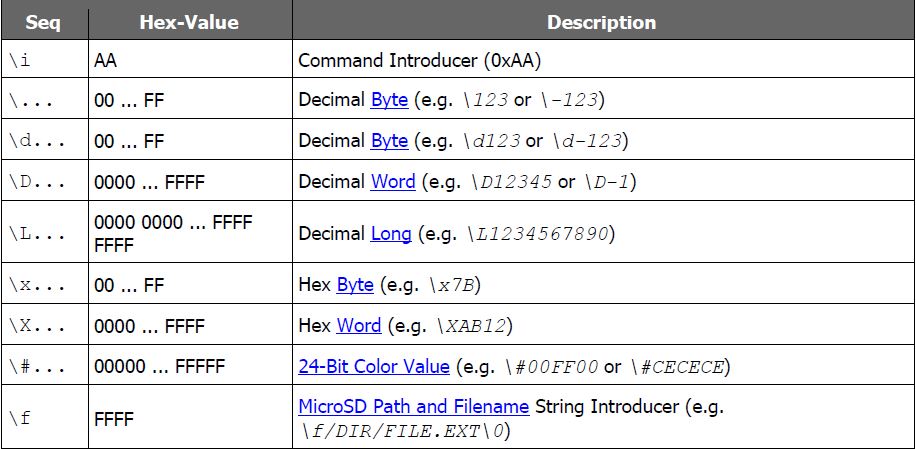 Seq Hex-Value Description
\i AA Command Introducer (0xAA)
\... 00 ... FF Decimal Byte (e.g. \123 or \-123)
\d... 00 ... FF Decimal Byte (e.g. \d123 or \d-123)
\D... 0000 ... FFFF Decimal Word (e.g. \D12345 or \D-1)
\L... 0000 0000 ... FFFF
FFFF Decimal Long (e.g. \L1234567890)
\x... 00 ... FF Hex Byte (e.g. \x7B)
\X... 0000 ... FFFF Hex Word (e.g. \XAB12)
\#... 00000 ... FFFFF 24-Bit Color Value (e.g. \#00FF00 or \#CECECE)
\f FFFF MicroSD Path and Filename String Introducer (e.g.
\f/DIR/FILE.EXT\0)